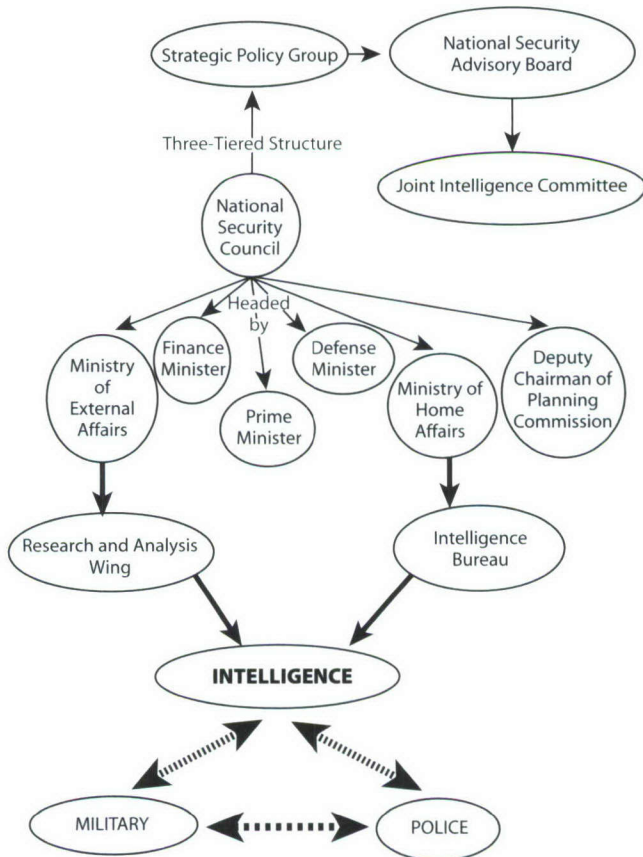 Strategic Policy Group
National Security
Advisory Board
Three-Tiered Structure
Joint Intelligence Committee
National
Security
Council
Headed
by
Ministry
of
External
Affairs
Finance
Minister
Prime
Minister
Defense
Minister
Ministry of
Home
Affairs
Deputy
Chairman of
Planning
Commission
Research and Analysis
Wing
Intelligence
Bureau
INTELLIGENCE
MILITARY
POLICE